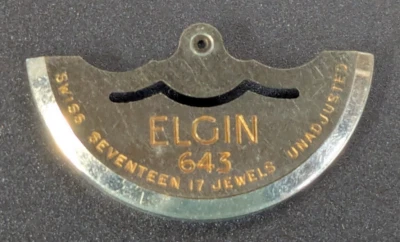 ELGIN
643
SWISS SEVENTEEN 17 JEWELS UNADJUSTED